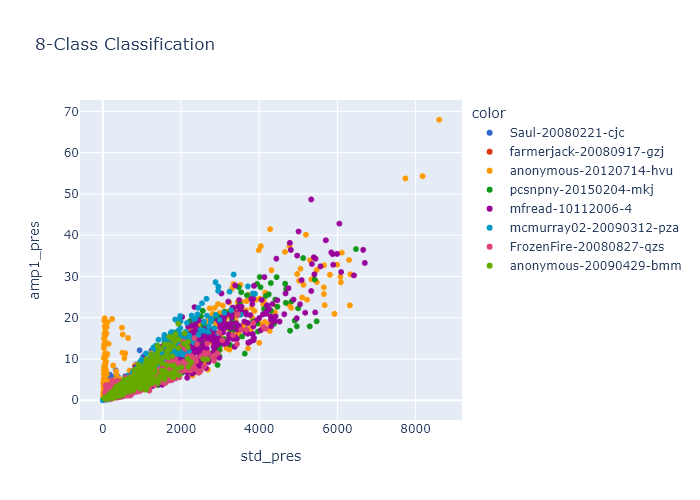 8-Class Classification
color
Saul-20080221-cjc
farmerjack-20080917-gzj
anonymous-20120714-hvu
pcsnpny-20150204-mkj
mfread-10112006-4
mcmurray02-20090312-pza
FrozenFire-20080827-qzs
anonymous-20090429-bmm
amp1_pres
70
60
50
40
30
20
10
0
0 2000 4000 6000 8000
std_pres